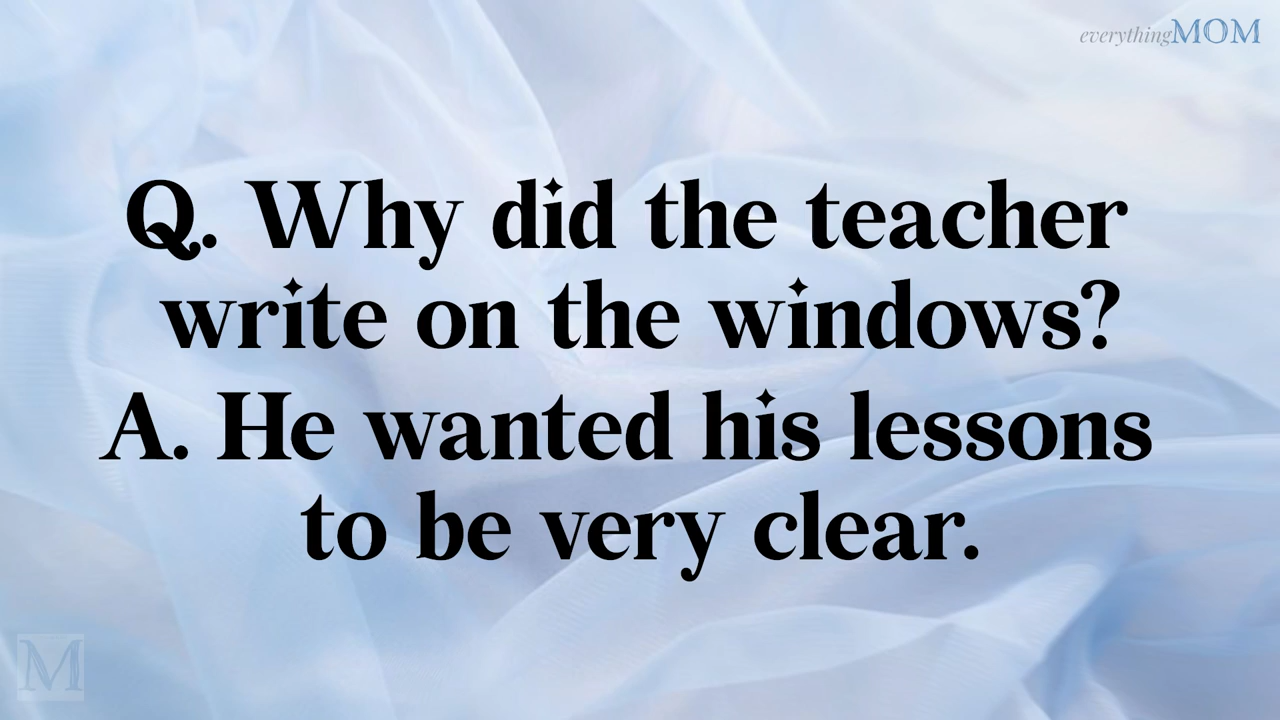 everythingMOM
Q. Why did the teacher
write on the windows?
A. He wanted his lessons
to be very clear.
M